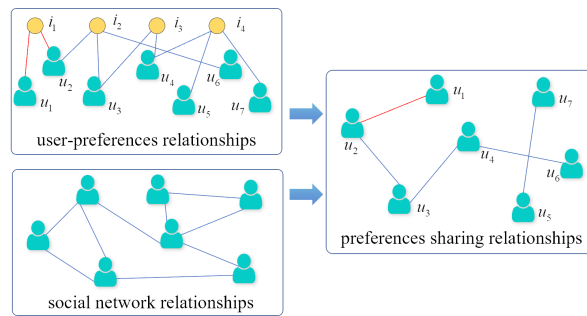 i1 i2 i3 i4
u1 u2 u3 u4 u5 u6 u7
user-preferences relationships
social network relationships
u1 u7
u2 u4
u6
u3 u5
preferences sharing relationships